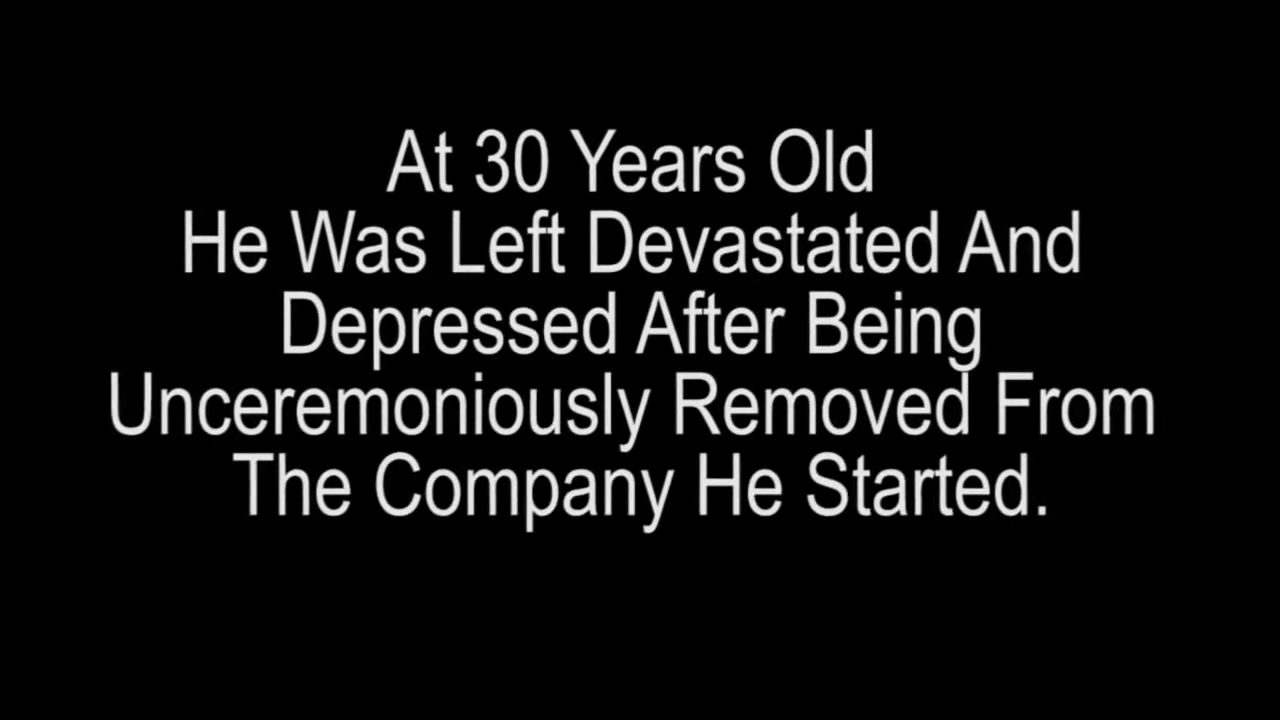 At 30 Years Old
He Was Left Devastated And
Depressed After Being
Unceremoniously Removed From
The Company He Started.